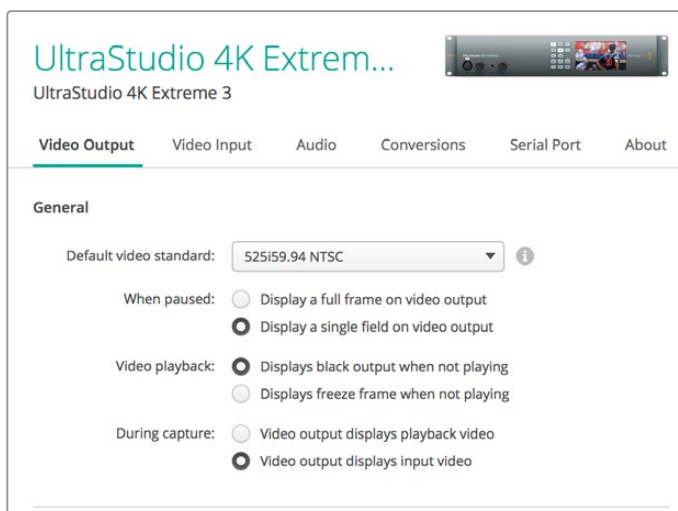 UltraStudio 4K Extrem...
UltraStudio 4K Extreme 3
Video Output Video Input Audio Conversions Serial Port About
General
Default video standard: 525i59.94 NTSC
When paused: Display a full frame on video output
Display a single field on video output
Video playback: Displays black output when not playing
Displays freeze frame when not playing
During capture: Video output displays playback video
Video output displays input video